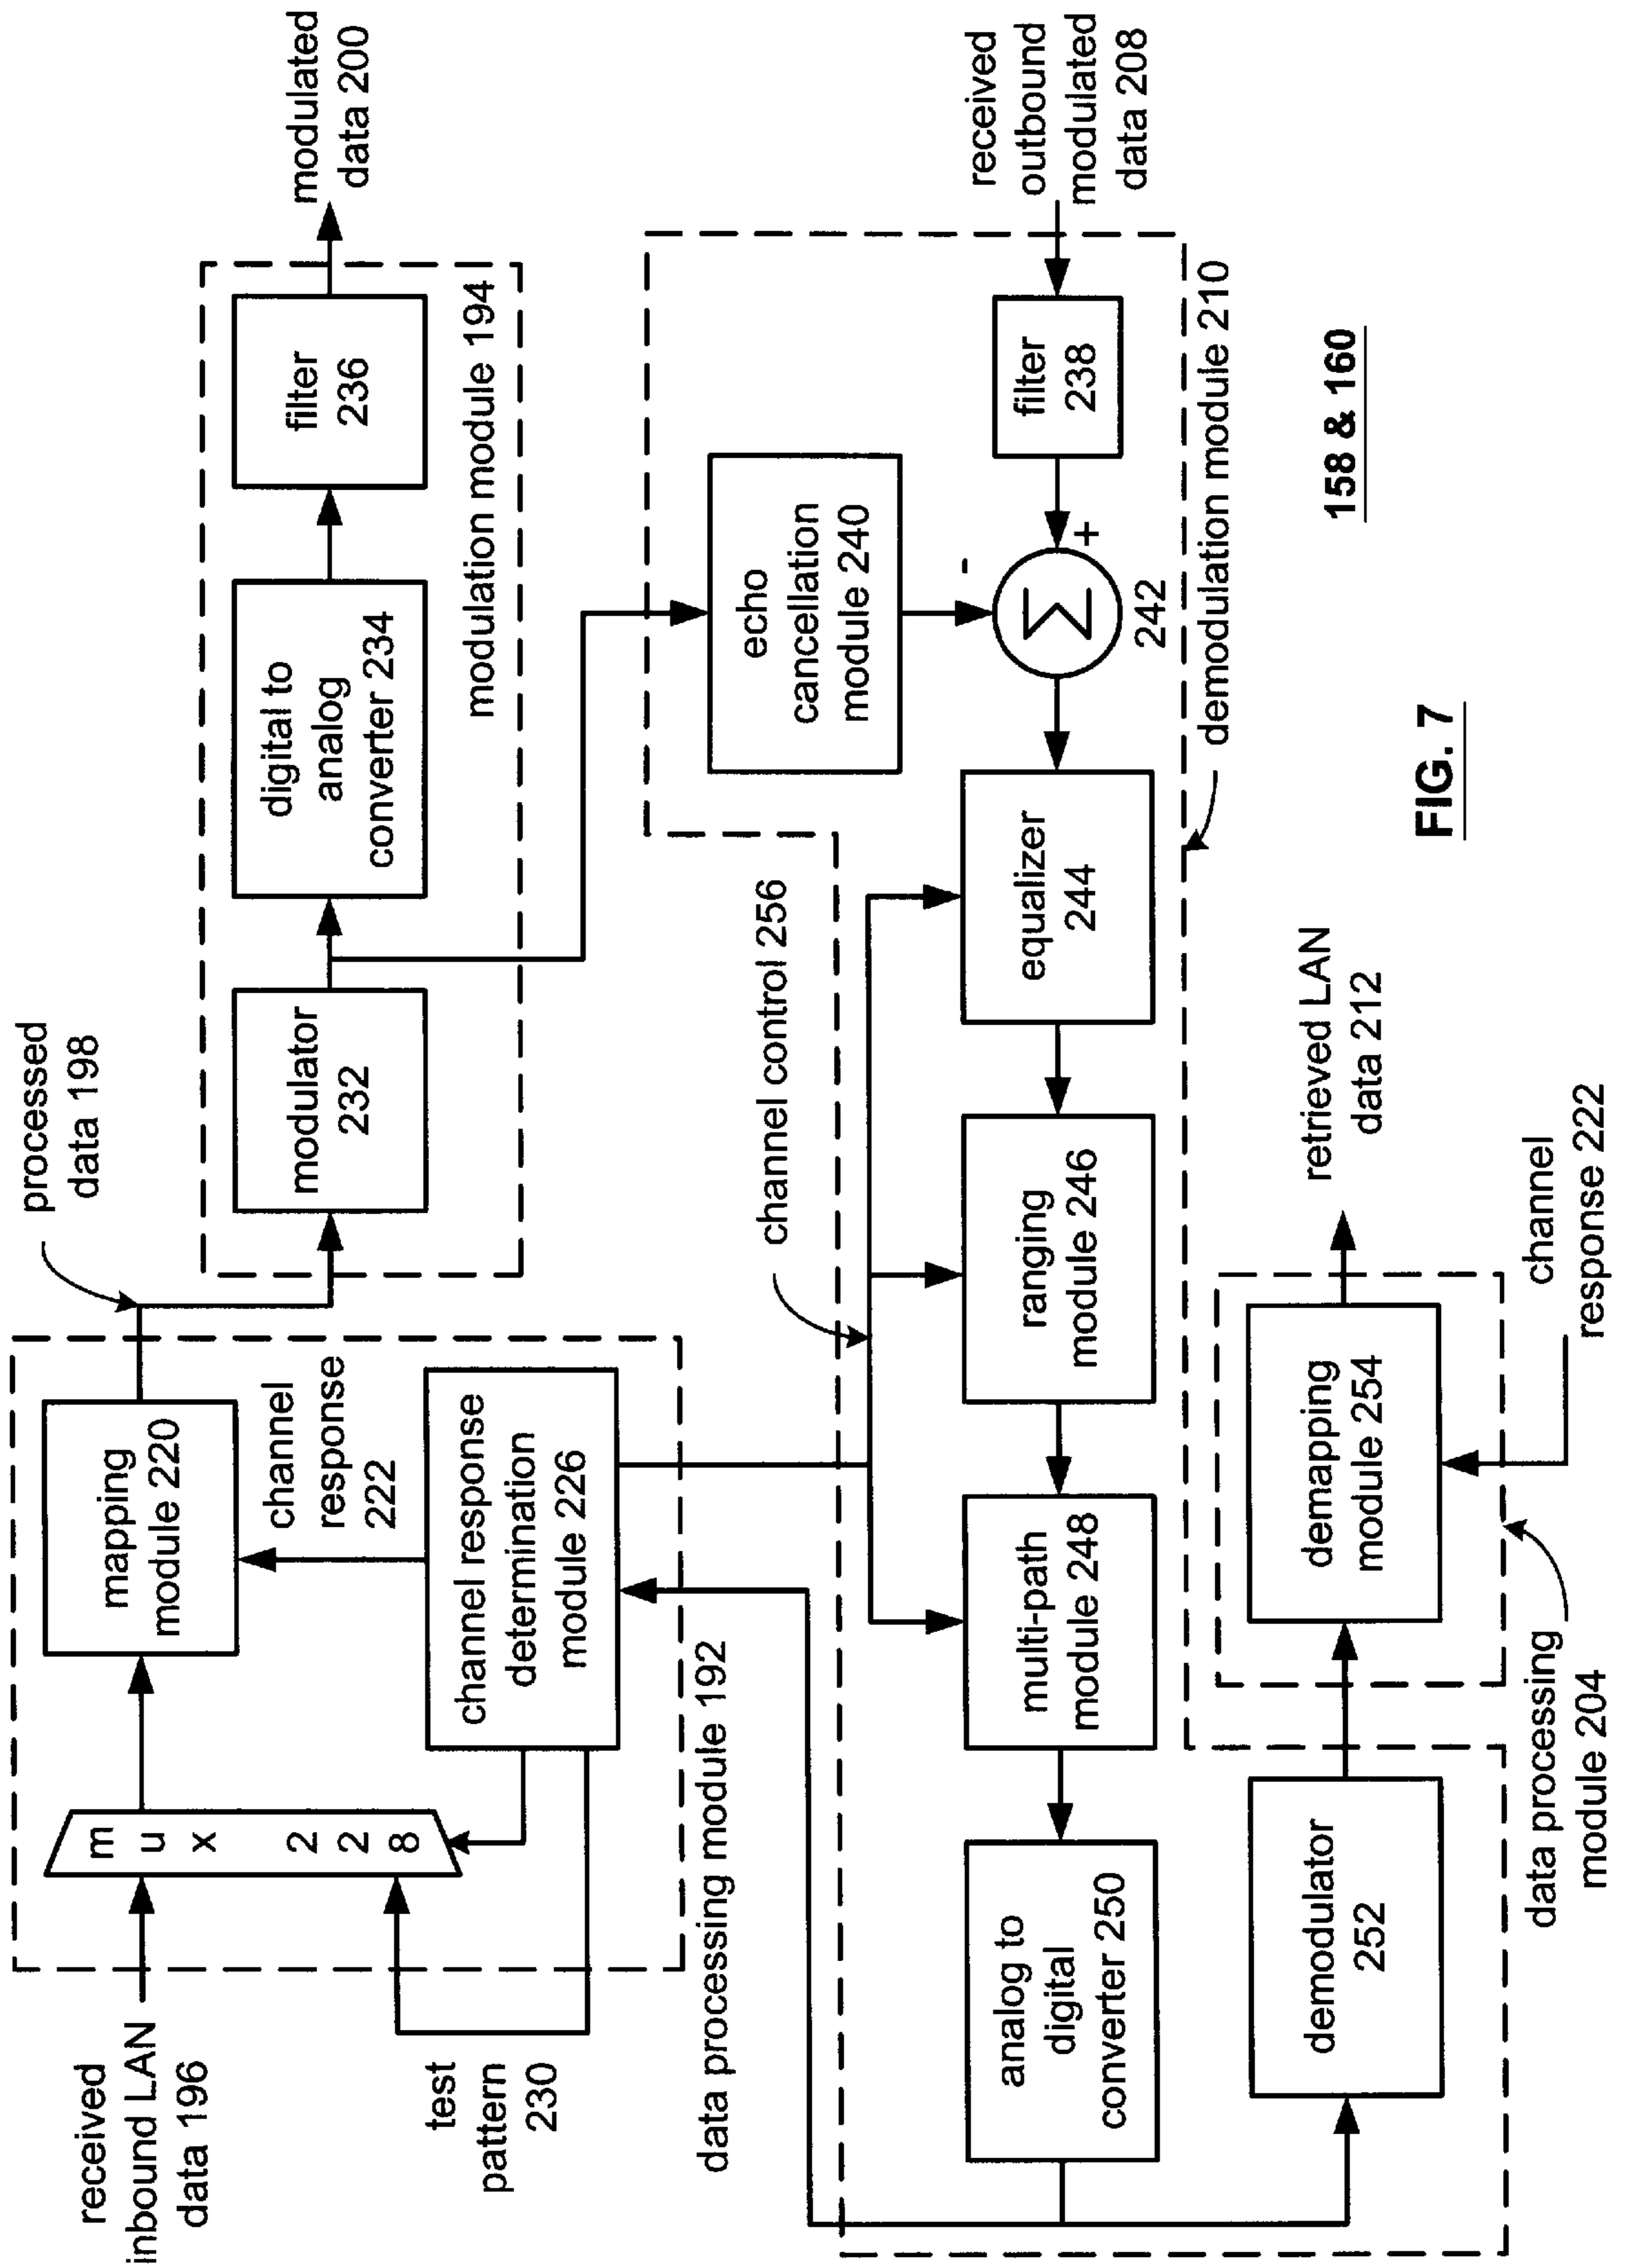 received
inbound LAN
data 196
m
u
x
2
2
8
mapping
module 220
processed
data 198
channel
response
222
channel response
determination
module 226
test
pattern
230
data processing module 192
modulator
232
digital to
analog
converter 234
filter
236
modulation module 194
modulated
data 200
channel control 256
echo
cancellation
module 240
received
outbound
modulated
data 208
filter
238
-
+
Σ
242
equalizer
244
ranging
module 246
multi-path
module 248
analog to
digital
converter 250
demodulation module 210
demodulator
252
demapping
module 254
retrieved LAN
data 212
channel
response 222
data processing
module 204
158 & 160
FIG. 7